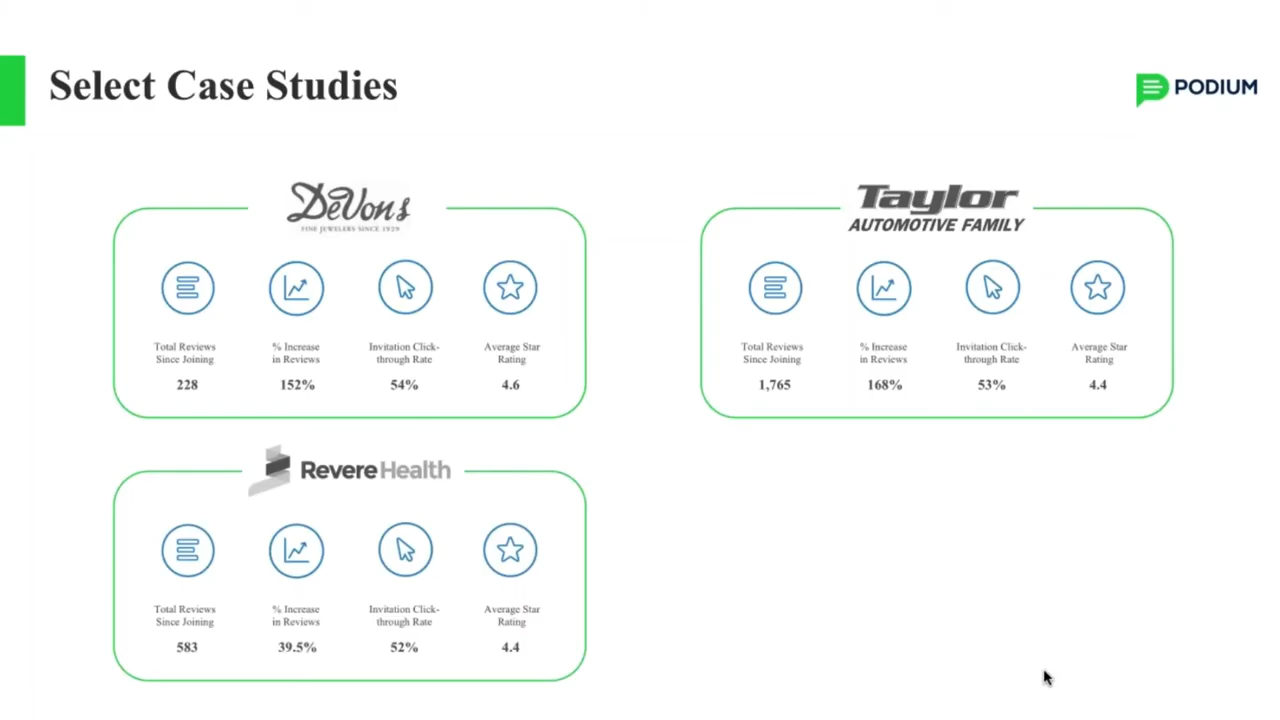 Select Case Studies
PODIUM
DeVons
FINE JEWELERS SINCE 1929
Total Reviews
Since Joining
228
% Increase
in Reviews
152%
Invitation Click-
through Rate
54%
Average Star
Rating
4.6
Taylor
AUTOMOTIVE FAMILY
Total Reviews
Since Joining
1,765
% Increase
in Reviews
168%
Invitation Click-
through Rate
53%
Average Star
Rating
4.4
RevereHealth
Total Reviews
Since Joining
583
% Increase
in Reviews
39.5%
Invitation Click-
through Rate
52%
Average Star
Rating
4.4